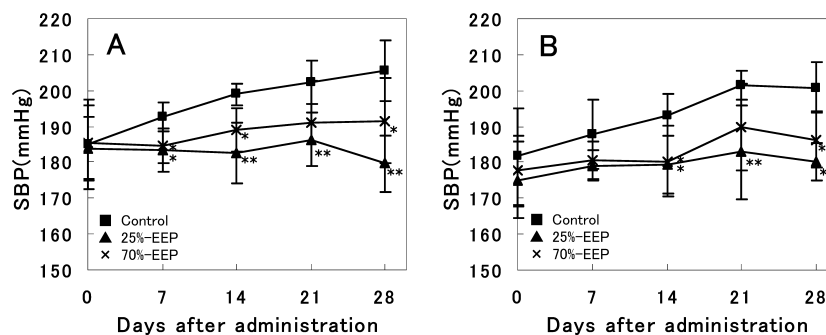 A
220
210
200
190
180
170
160
150
SBP(mmHg)
* * * * ** ** **
Control
25%-EEP
70%-EEP
0 7 14 21 28
Days after administration
B
220
210
200
190
180
170
160
150
SBP(mmHg)
* * ** * *
Control
25%-EEP
70%-EEP
0 7 14 21 28
Days after administration